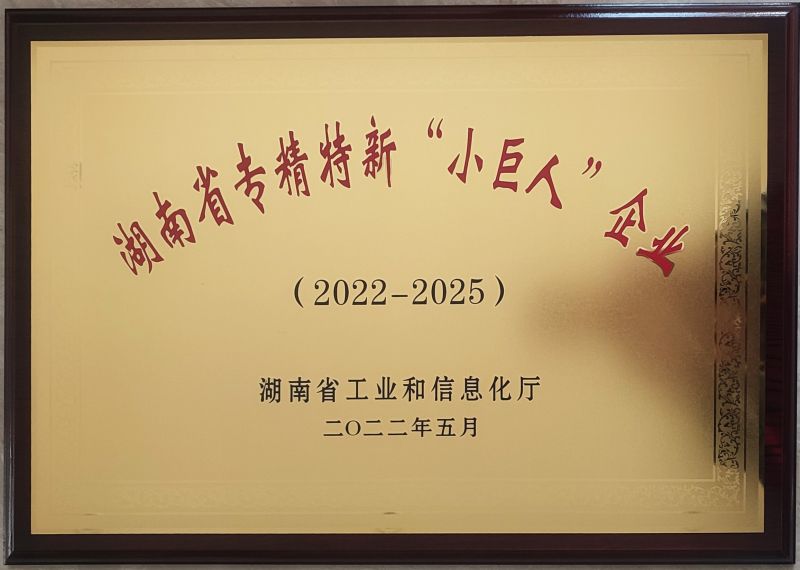 湖南省专精特新“小巨人”企业
（2022-2025）
湖南省工业和信息化厅
二〇二二年五月